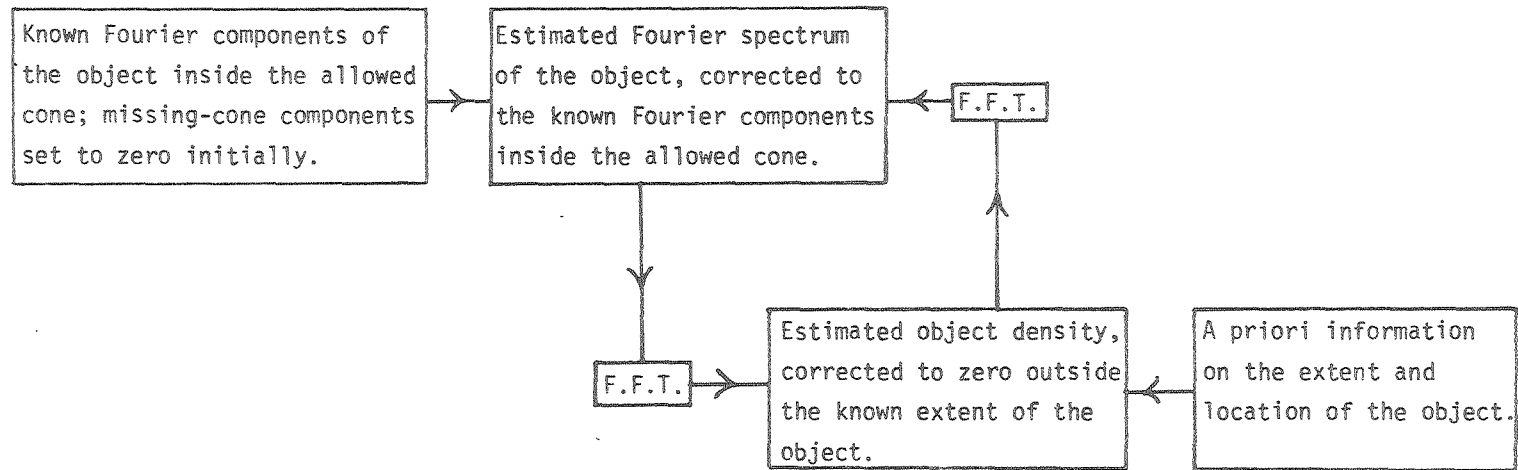 Known Fourier components of
the object inside the allowed
cone; missing-cone components
set to zero initially.
Estimated Fourier spectrum
of the object, corrected to
the known Fourier components
inside the allowed cone.
F.F.T.
F.F.T.
Estimated object density,
corrected to zero outside
the known extent of the
object.
A priori information
on the extent and
location of the object.